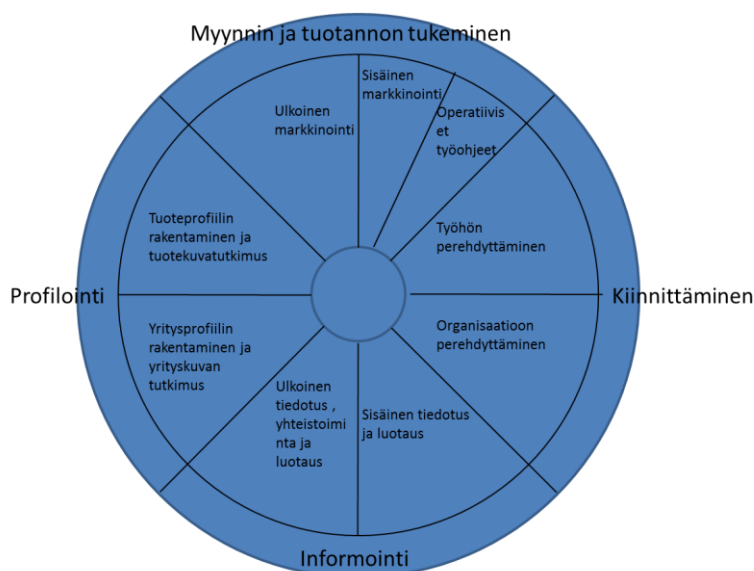 Myynnin ja tuotannon tukeminen
Sisäinen
markkinointi
Operatiivis
et
työohjeet
Ulkoinen
markkinointi
Työhön
perehdyttäminen
Tuoteprofiilin
rakentaminen ja
tuotekuvatutkimus
Profilointi
Kiinnittäminen
Organisaatioon
perehdyttäminen
Yritysprofiilin
rakentaminen ja
yrityskuvan
tutkimus
Ulkoinen
tiedotus ,
yhteistoimi
nta ja
luotaus
Sisäinen tiedotus
ja luotaus
Informointi